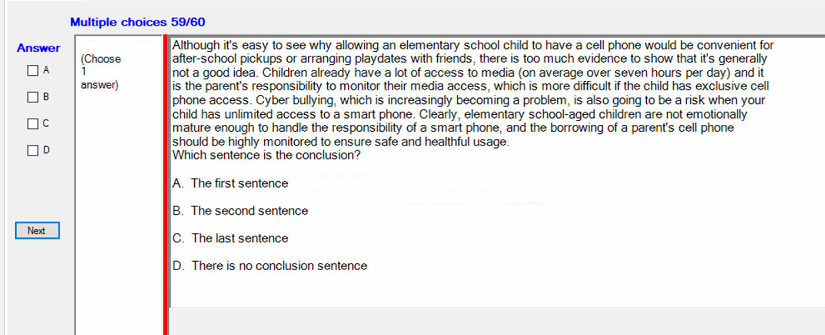 Multiple choices 59/60
Answer
A
B
C
D
Next
(Choose
1
answer)
Although it's easy to see why allowing an elementary school child to have a cell phone would be convenient for
after-school pickups or arranging playdates with friends, there is too much evidence to show that it's generally
not a good idea. Children already have a lot of access to media (on average over seven hours per day) and it
is the parent's responsibility to monitor their media access, which is more difficult if the child has exclusive cell
phone access. Cyber bullying, which is increasingly becoming a problem, is also going to be a risk when your
child has unlimited access to a smart phone. Clearly, elementary school-aged children are not emotionally
mature enough to handle the responsibility of a smart phone, and the borrowing of a parent's cell phone
should be highly monitored to ensure safe and healthful usage.
Which sentence is the conclusion?
A. The first sentence
B. The second sentence
C. The last sentence
D. There is no conclusion sentence